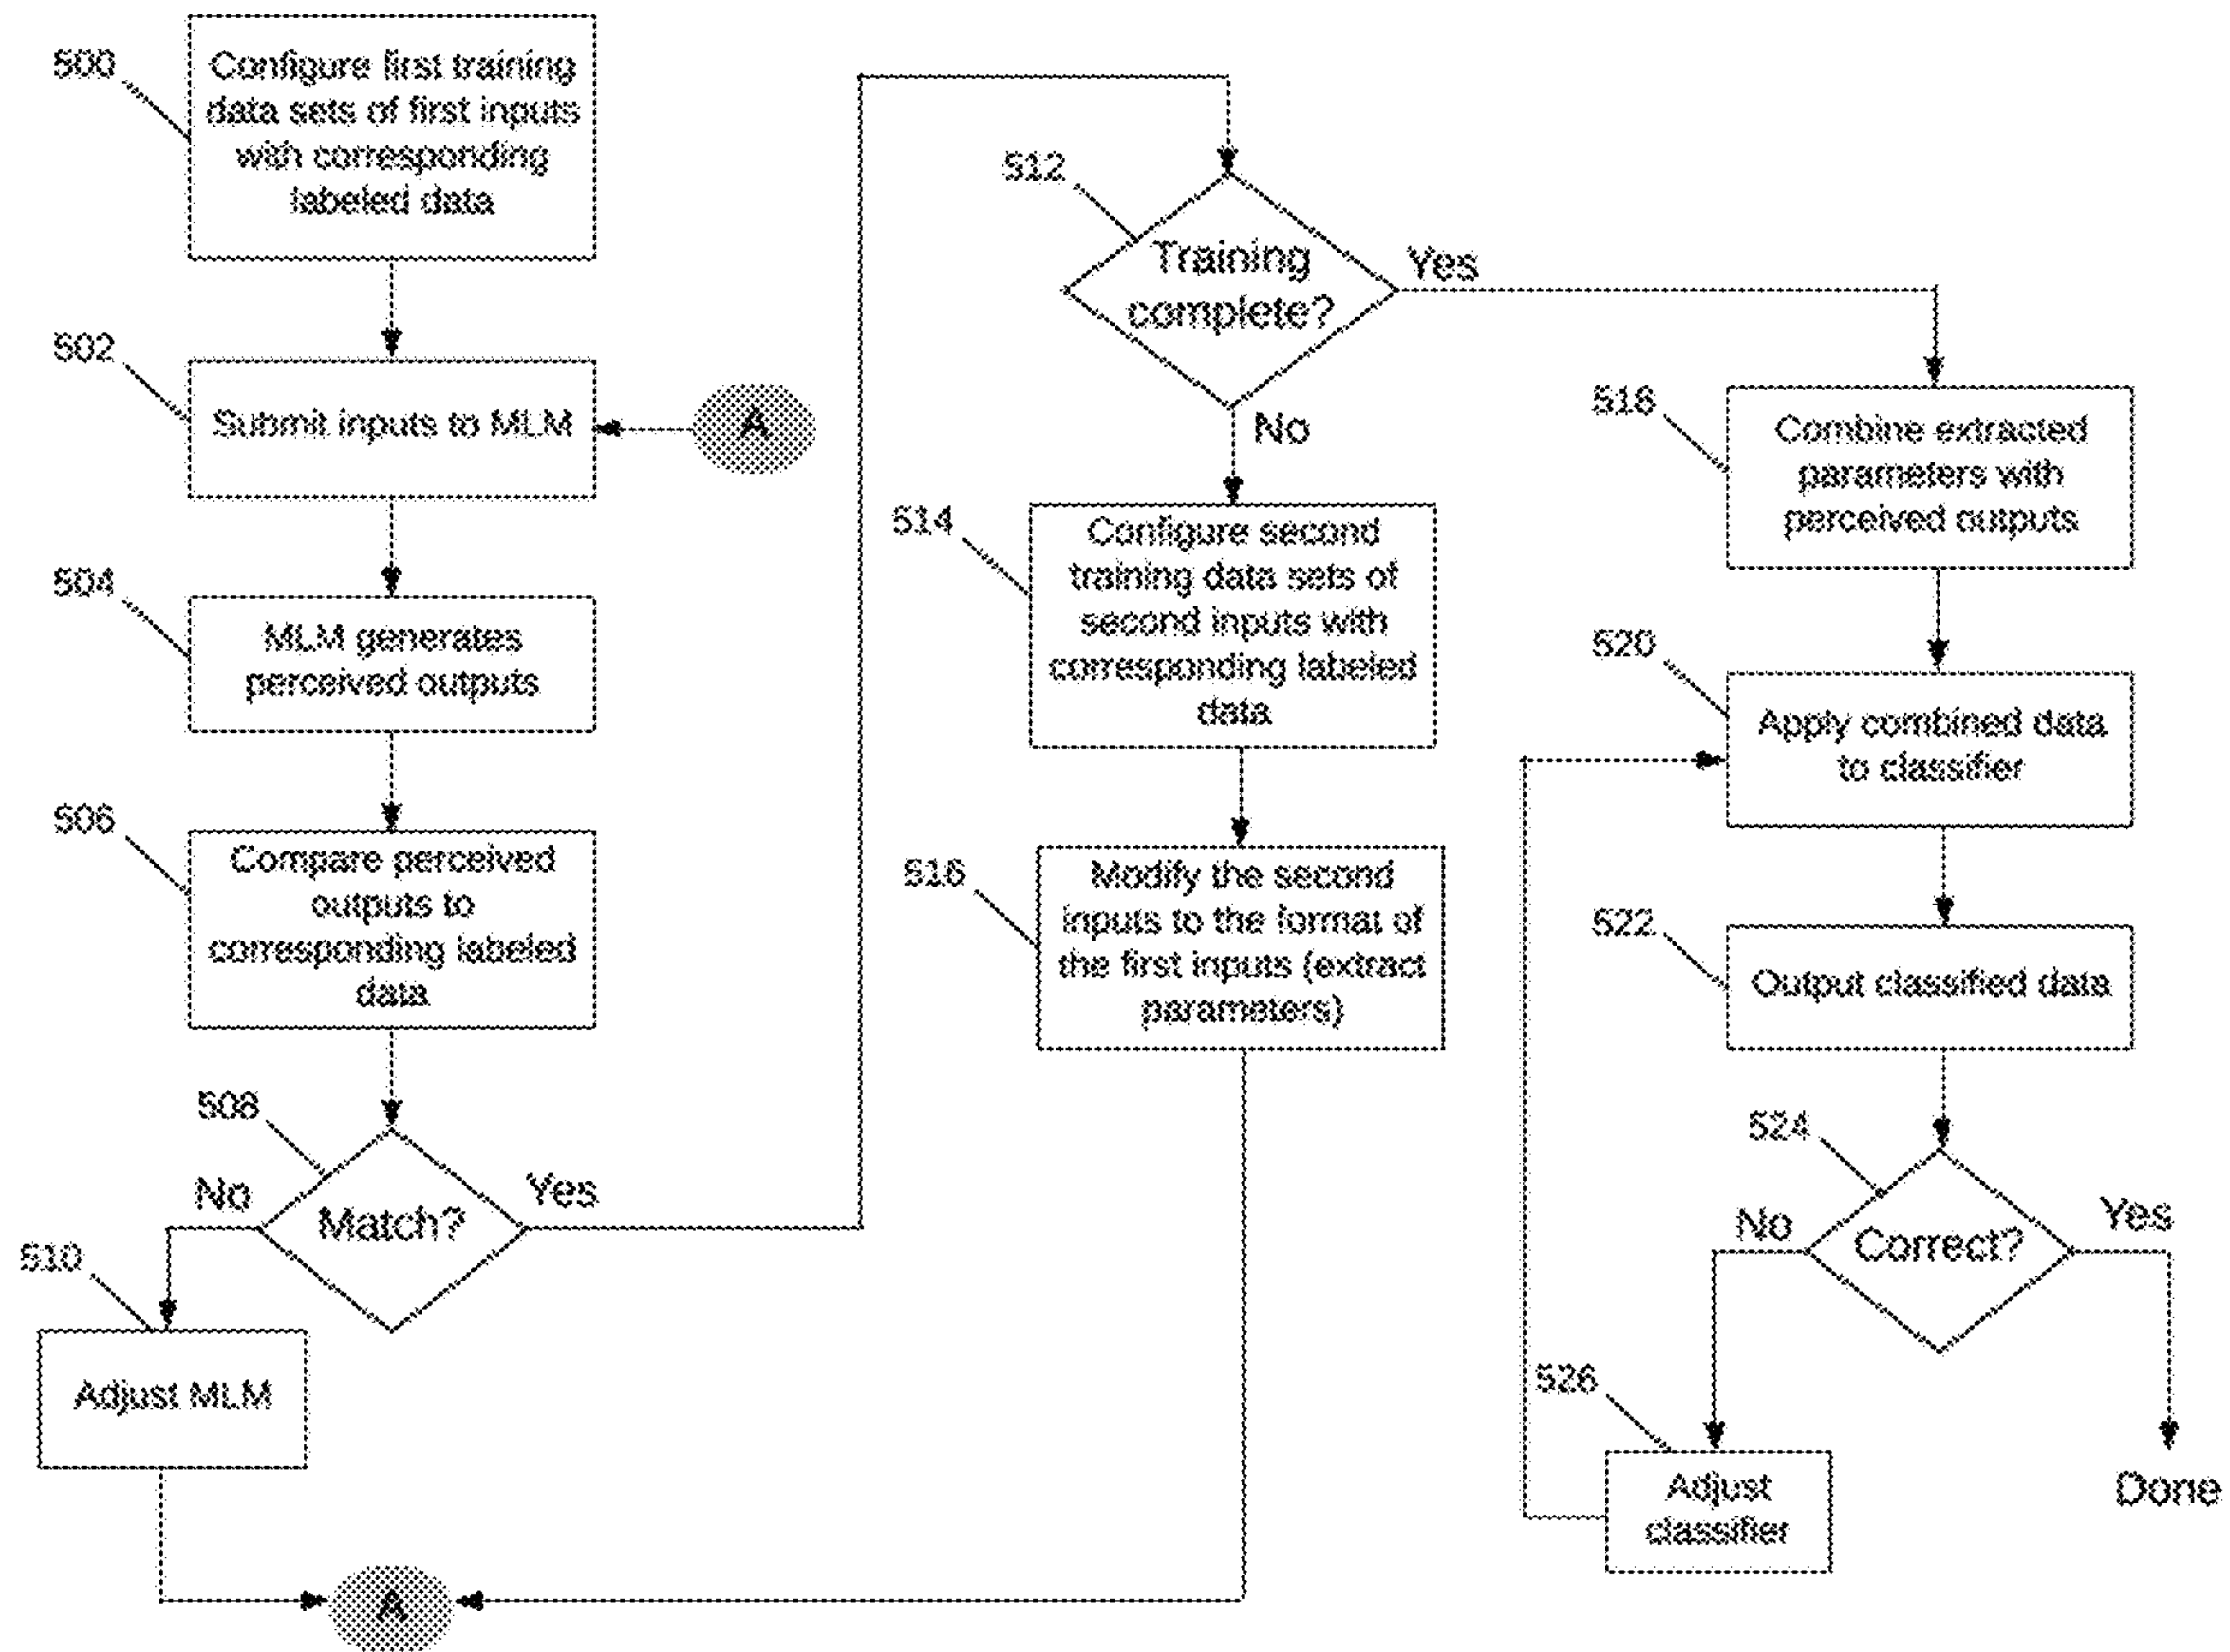 500
Configure first training
data sets of first inputs
with corresponding
labeled data
502
Submit inputs to MLM
A
504
MLM generates
perceived outputs
506
Compare perceived
outputs to
corresponding labeled
data
508
No
Match?
Yes
510
Adjust MLM
A
512
Training
complete?
Yes
No
514
Configure second
training data sets of
second inputs with
corresponding labeled
data
516
Modify the second
inputs to the format of
the first inputs (extract
parameters)
518
Combine extracted
parameters with
perceived outputs
520
Apply combined data
to classifier
522
Output classified data
524
No
Correct?
Yes
526
Adjust
classifier
Done